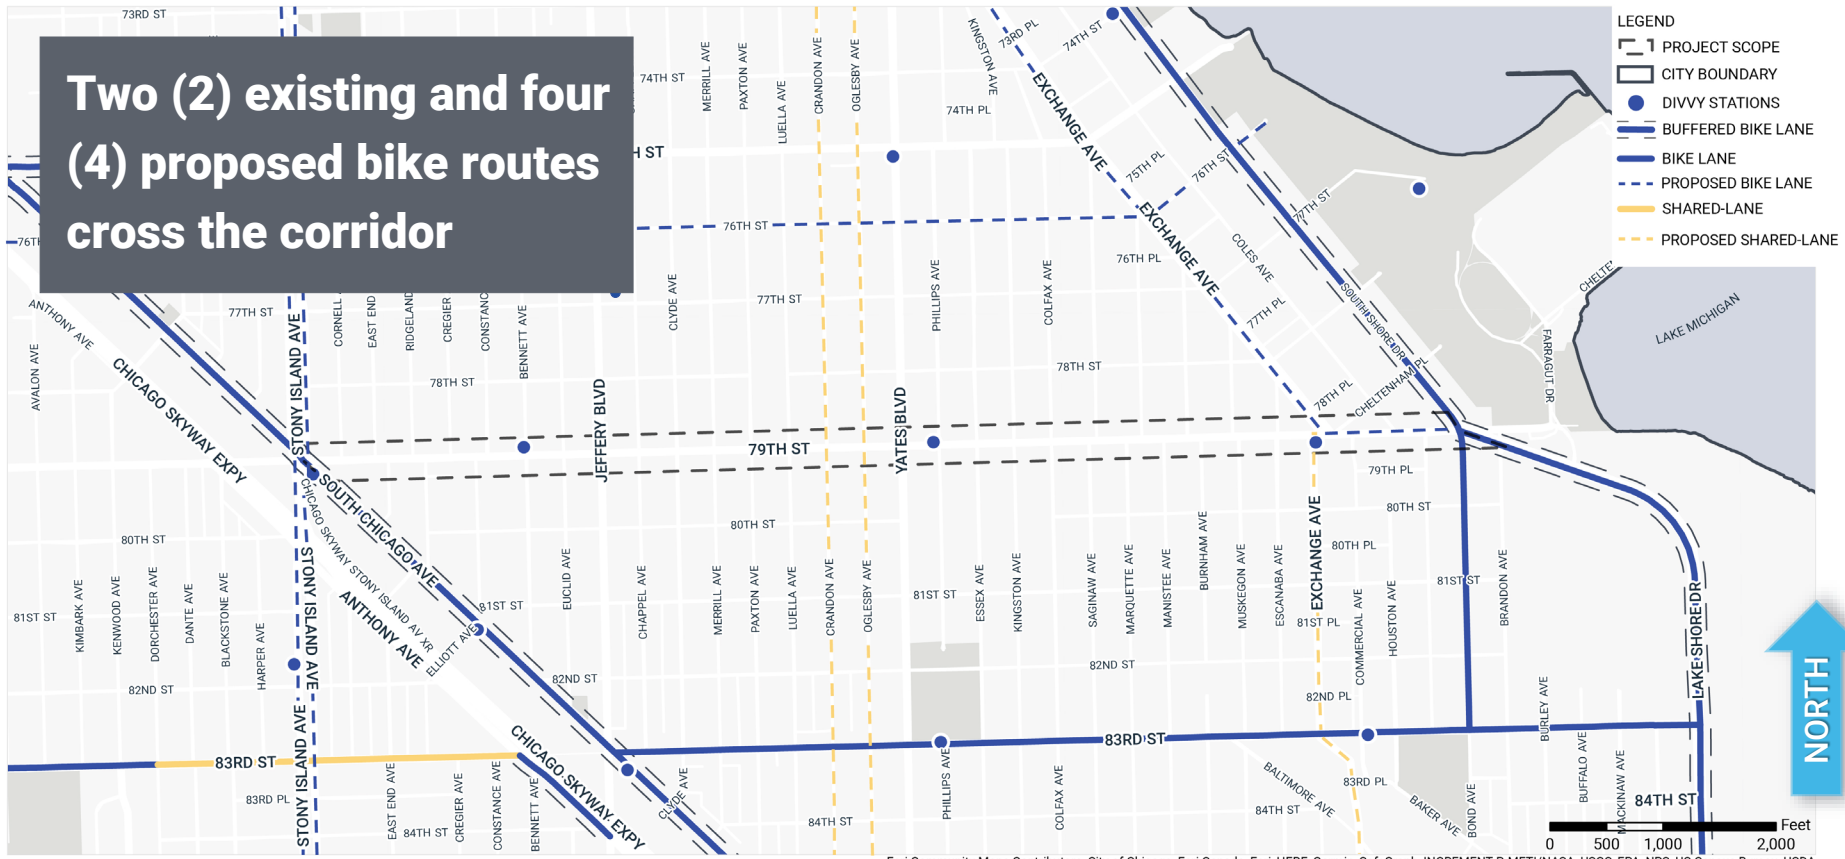 Two (2) existing and four
(4) proposed bike routes
cross the corridor
LEGEND
PROJECT SCOPE
CITY BOUNDARY
DIVVY STATIONS
BUFFERED BIKE LANE
BIKE LANE
PROPOSED BIKE LANE
SHARED-LANE
PROPOSED SHARED-LANE
73RD ST
74TH ST
MERRILL AVE
PAXTON AVE
LUELLA AVE
CRANDON AVE
OGLESBY AVE
KINGSTON AVE
73RD PL
74TH ST
74TH PL
EXCHANGE AVE
75TH PL
76TH ST
77TH ST
H ST
76TH
76TH ST
EXCHANGE AVE
COLES AVE
76TH PL
77TH PL
SOUTH SHORE DR
CHELTE
LAKE MICHIGAN
FARRAGUT DR
ANTHONY AVE
AVALON AVE
77TH ST
STONY ISLAND AVE
CORNELL
EAST END
RIDGELAND
CREGIER
CONSTANC
BENNETT AVE
CLYDE AVE
77TH ST
PHILLIPS AVE
COLFAX AVE
78TH ST
78TH ST
78TH PL
CHELTENHAM PL
CHICAGO SKYWAY EXPY
JEFFERY BLVD
79TH ST
YATES BLVD
79TH PL
SOUTH CHICAGO AVE
CHICAGO SKYWAY STONY ISLAND AV XR
80TH ST
80TH ST
80TH ST
80TH PL
81ST ST
KIMBARK AVE
KENWOOD AVE
DORCHESTER AVE
DANTE AVE
BLACKSTONE AVE
HARPER AVE
STONY ISLAND AVE
ANTHONY AVE
ELLIOTT AVE
81ST ST
EUCLID AVE
CHAPPEL AVE
MERRILL AVE
PAXTON AVE
LUELLA AVE
CRANDON AVE
OGLESBY AVE
81ST ST
ESSEX AVE
KINGSTON AVE
SAGINAW AVE
MARQUETTE AVE
MANISTEE AVE
BURNHAM AVE
MUSKEGON AVE
ESCANABA AVE
EXCHANGE AVE
81ST PL
COMMERCIAL AVE
HOUSTON AVE
81ST ST
BRANDON AVE
LAKE SHORE DR
82ND ST
82ND ST
82ND ST
82ND PL
BURLEY AVE
83RD ST
STONY ISLAND AVE
CHICAGO SKYWAY EXPY
83RD ST
83RD PL
EAST END AVE
84TH ST
CREGIER AVE
CONSTANCE AVE
BENNETT AVE
CLYDE AVE
84TH ST
PHILLIPS AVE
COLFAX AVE
BALTIMORE AVE
84TH ST
83RD PL
BAKER AVE
BOND AVE
BUFFALO AVE
MACKINAW AVE
84TH ST
NORTH
Feet
0 500 1,000 2,000